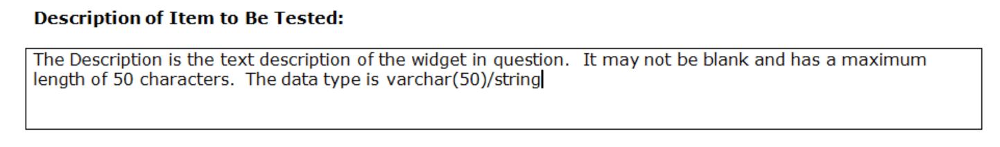 Description of Item to Be Tested:
The Description is the text description of the widget in question.  It may not be blank and has a maximum
length of 50 characters.  The data type is varchar(50)/string